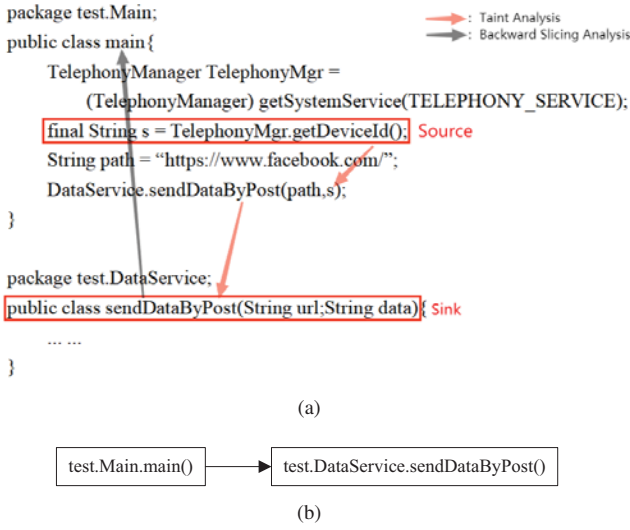 package test.Main;
: Taint Analysis
: Backward Slicing Analysis
public class main{
TelephonyManager TelephonyMgr =
(TelephonyManager) getSystemService(TELEPHONY_SERVICE);
final String s = TelephonyMgr.getDeviceId(); Source
String path = “https://www.facebook.com/”;
DataService.sendDataByPost(path,s);
}
package test.DataService;
public class sendDataByPost(String url;String data){ Sink
... ...
}
(a)
test.Main.main() test.DataService.sendDataByPost()
(b)